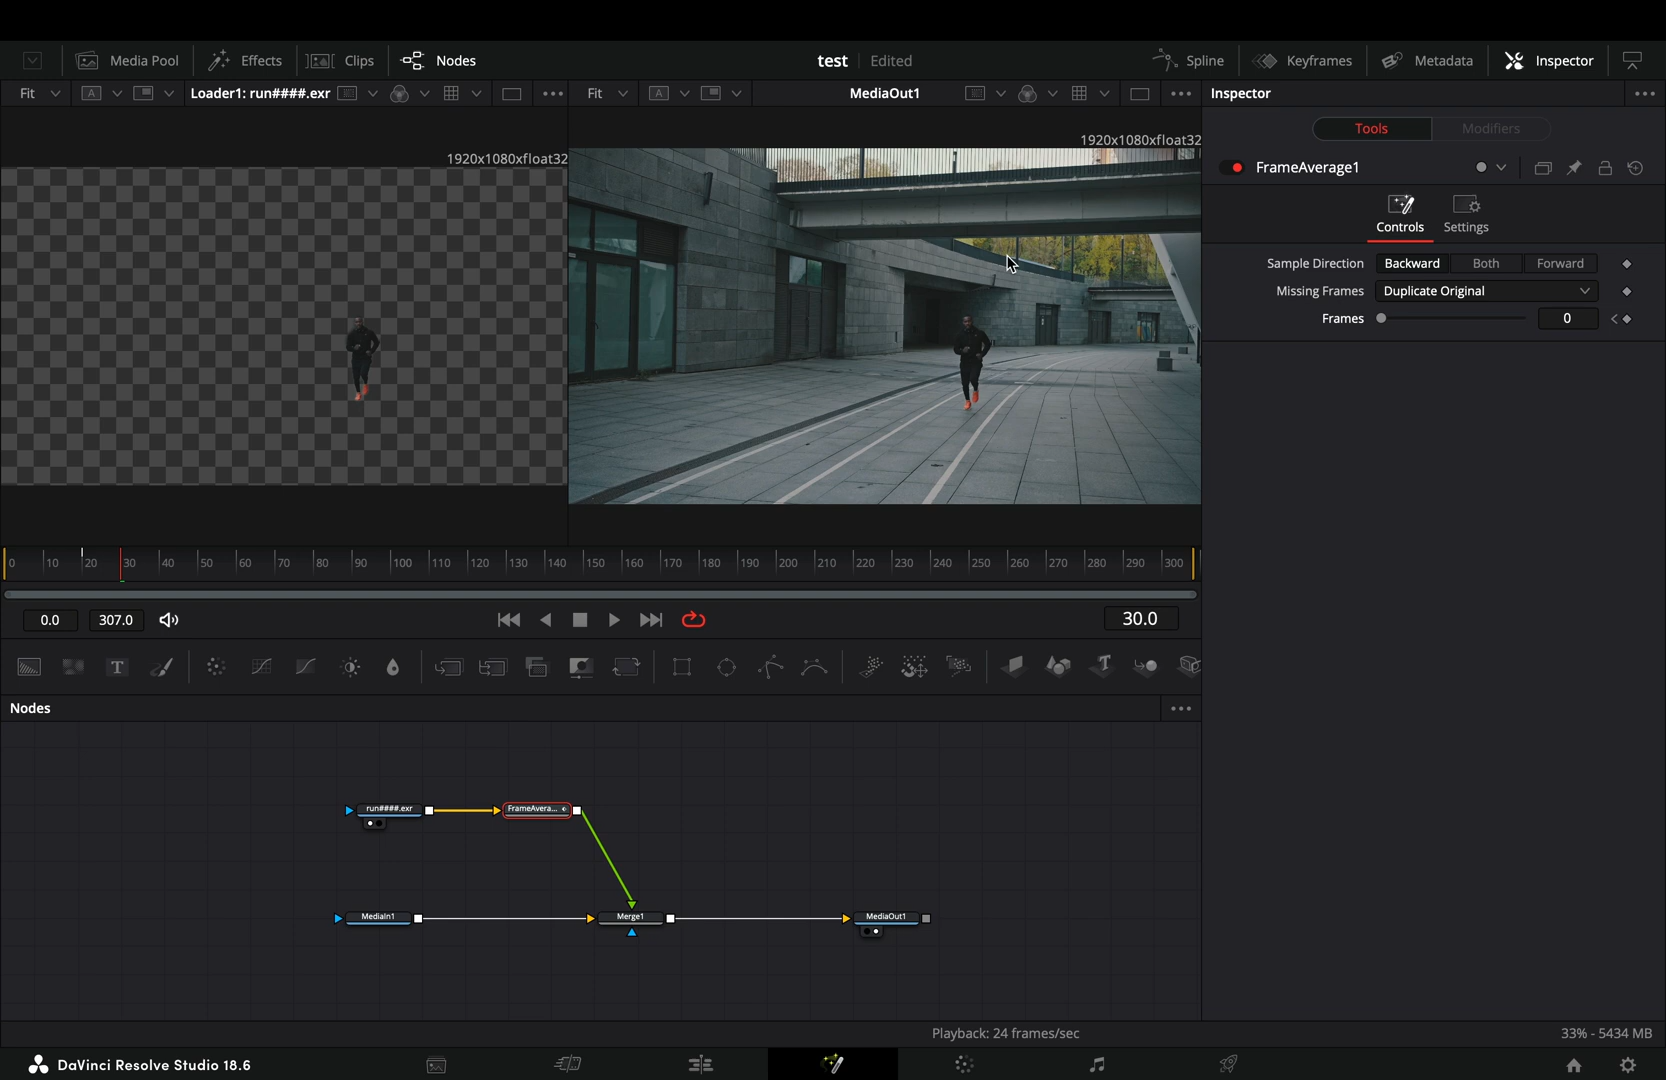 Media Pool Effects Clips Nodes test Edited Spline Keyframes Metadata Inspector
Fit A Loader1: run####.exr Fit A MediaOut1 Inspector
Tools Modifiers
1920x1080xfloat32 1920x1080xfloat32
FrameAverage1
Controls Settings
Sample Direction Backward Both Forward
Missing Frames Duplicate Original
Frames 0
0 10 20 30 40 50 60 70 80 90 100 110 120 130 140 150 160 170 180 190 200 210 220 230 240 250 260 270 280 290 300
0.0 307.0 30.0
T T
Nodes
run####.exr FrameAvera...
MediaIn1 Merge1 MediaOut1
Playback: 24 frames/sec 33% - 5434 MB
DaVinci Resolve Studio 18.6